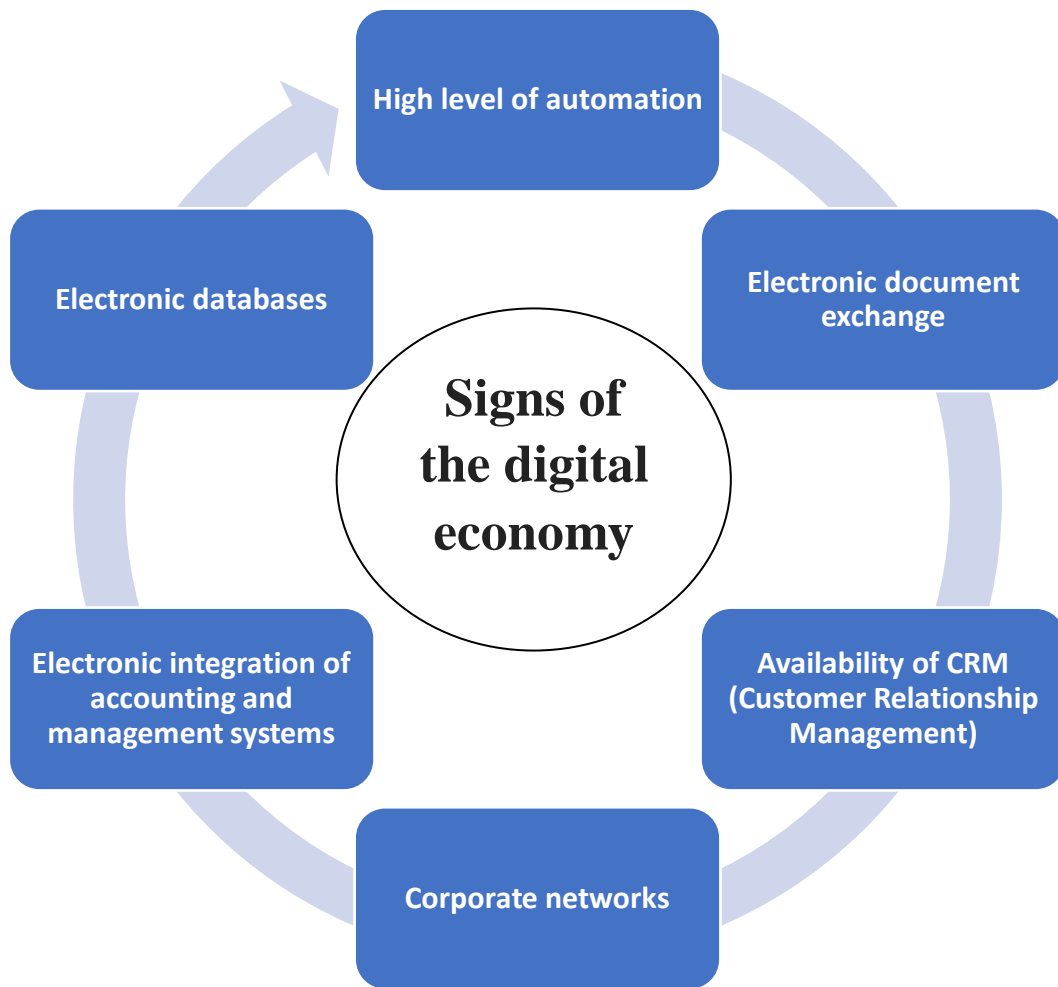 High level of automation
Electronic document
exchange
Availability of CRM
(Customer Relationship
Management)
Corporate networks
Electronic integration of
accounting and
management systems
Electronic databases
Signs of
the digital
economy